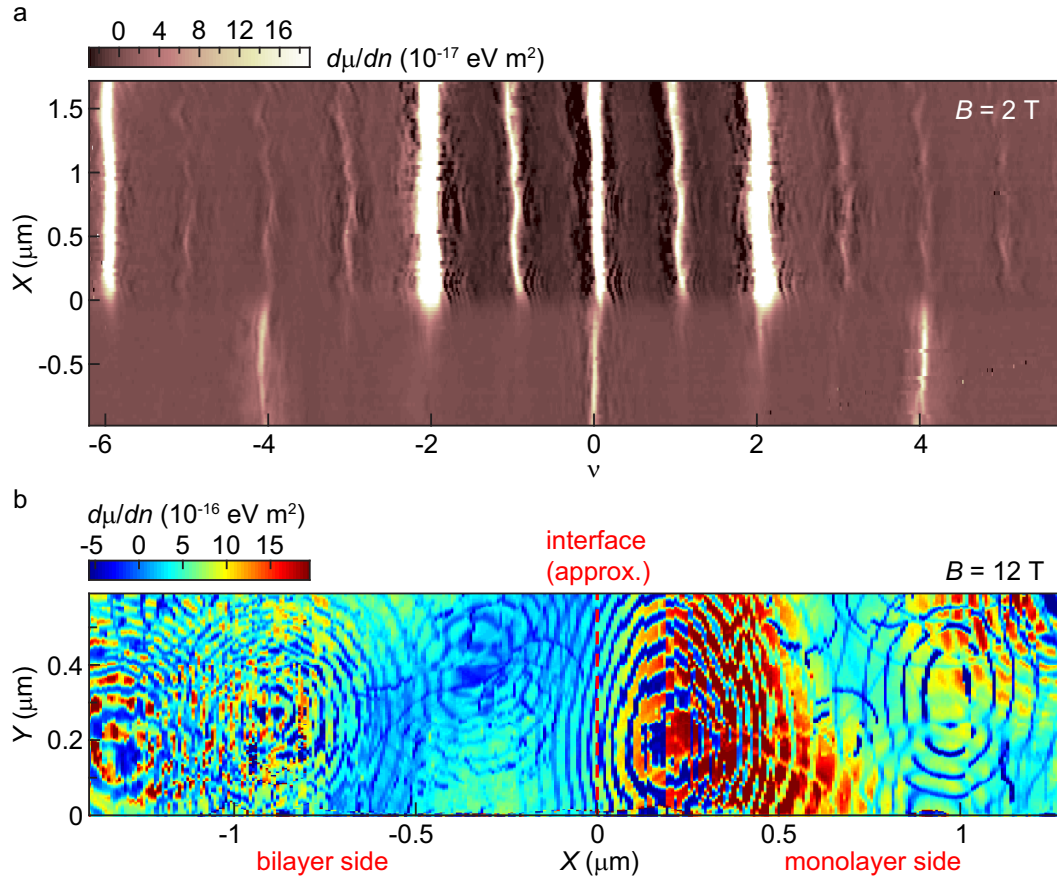 a
0 4 8 12 16
dμ/dn (10⁻¹⁷ eV m²)
B = 2 T
1.5
1
0.5
0
-0.5
X (μm)
-6 -4 -2 0 2 4
ν
b
dμ/dn (10⁻¹⁶ eV m²)
-5 0 5 10 15
interface
(approx.)
B = 12 T
0.4
0.2
0
Y (μm)
-1 -0.5 0 0.5 1
bilayer side X (μm) monolayer side